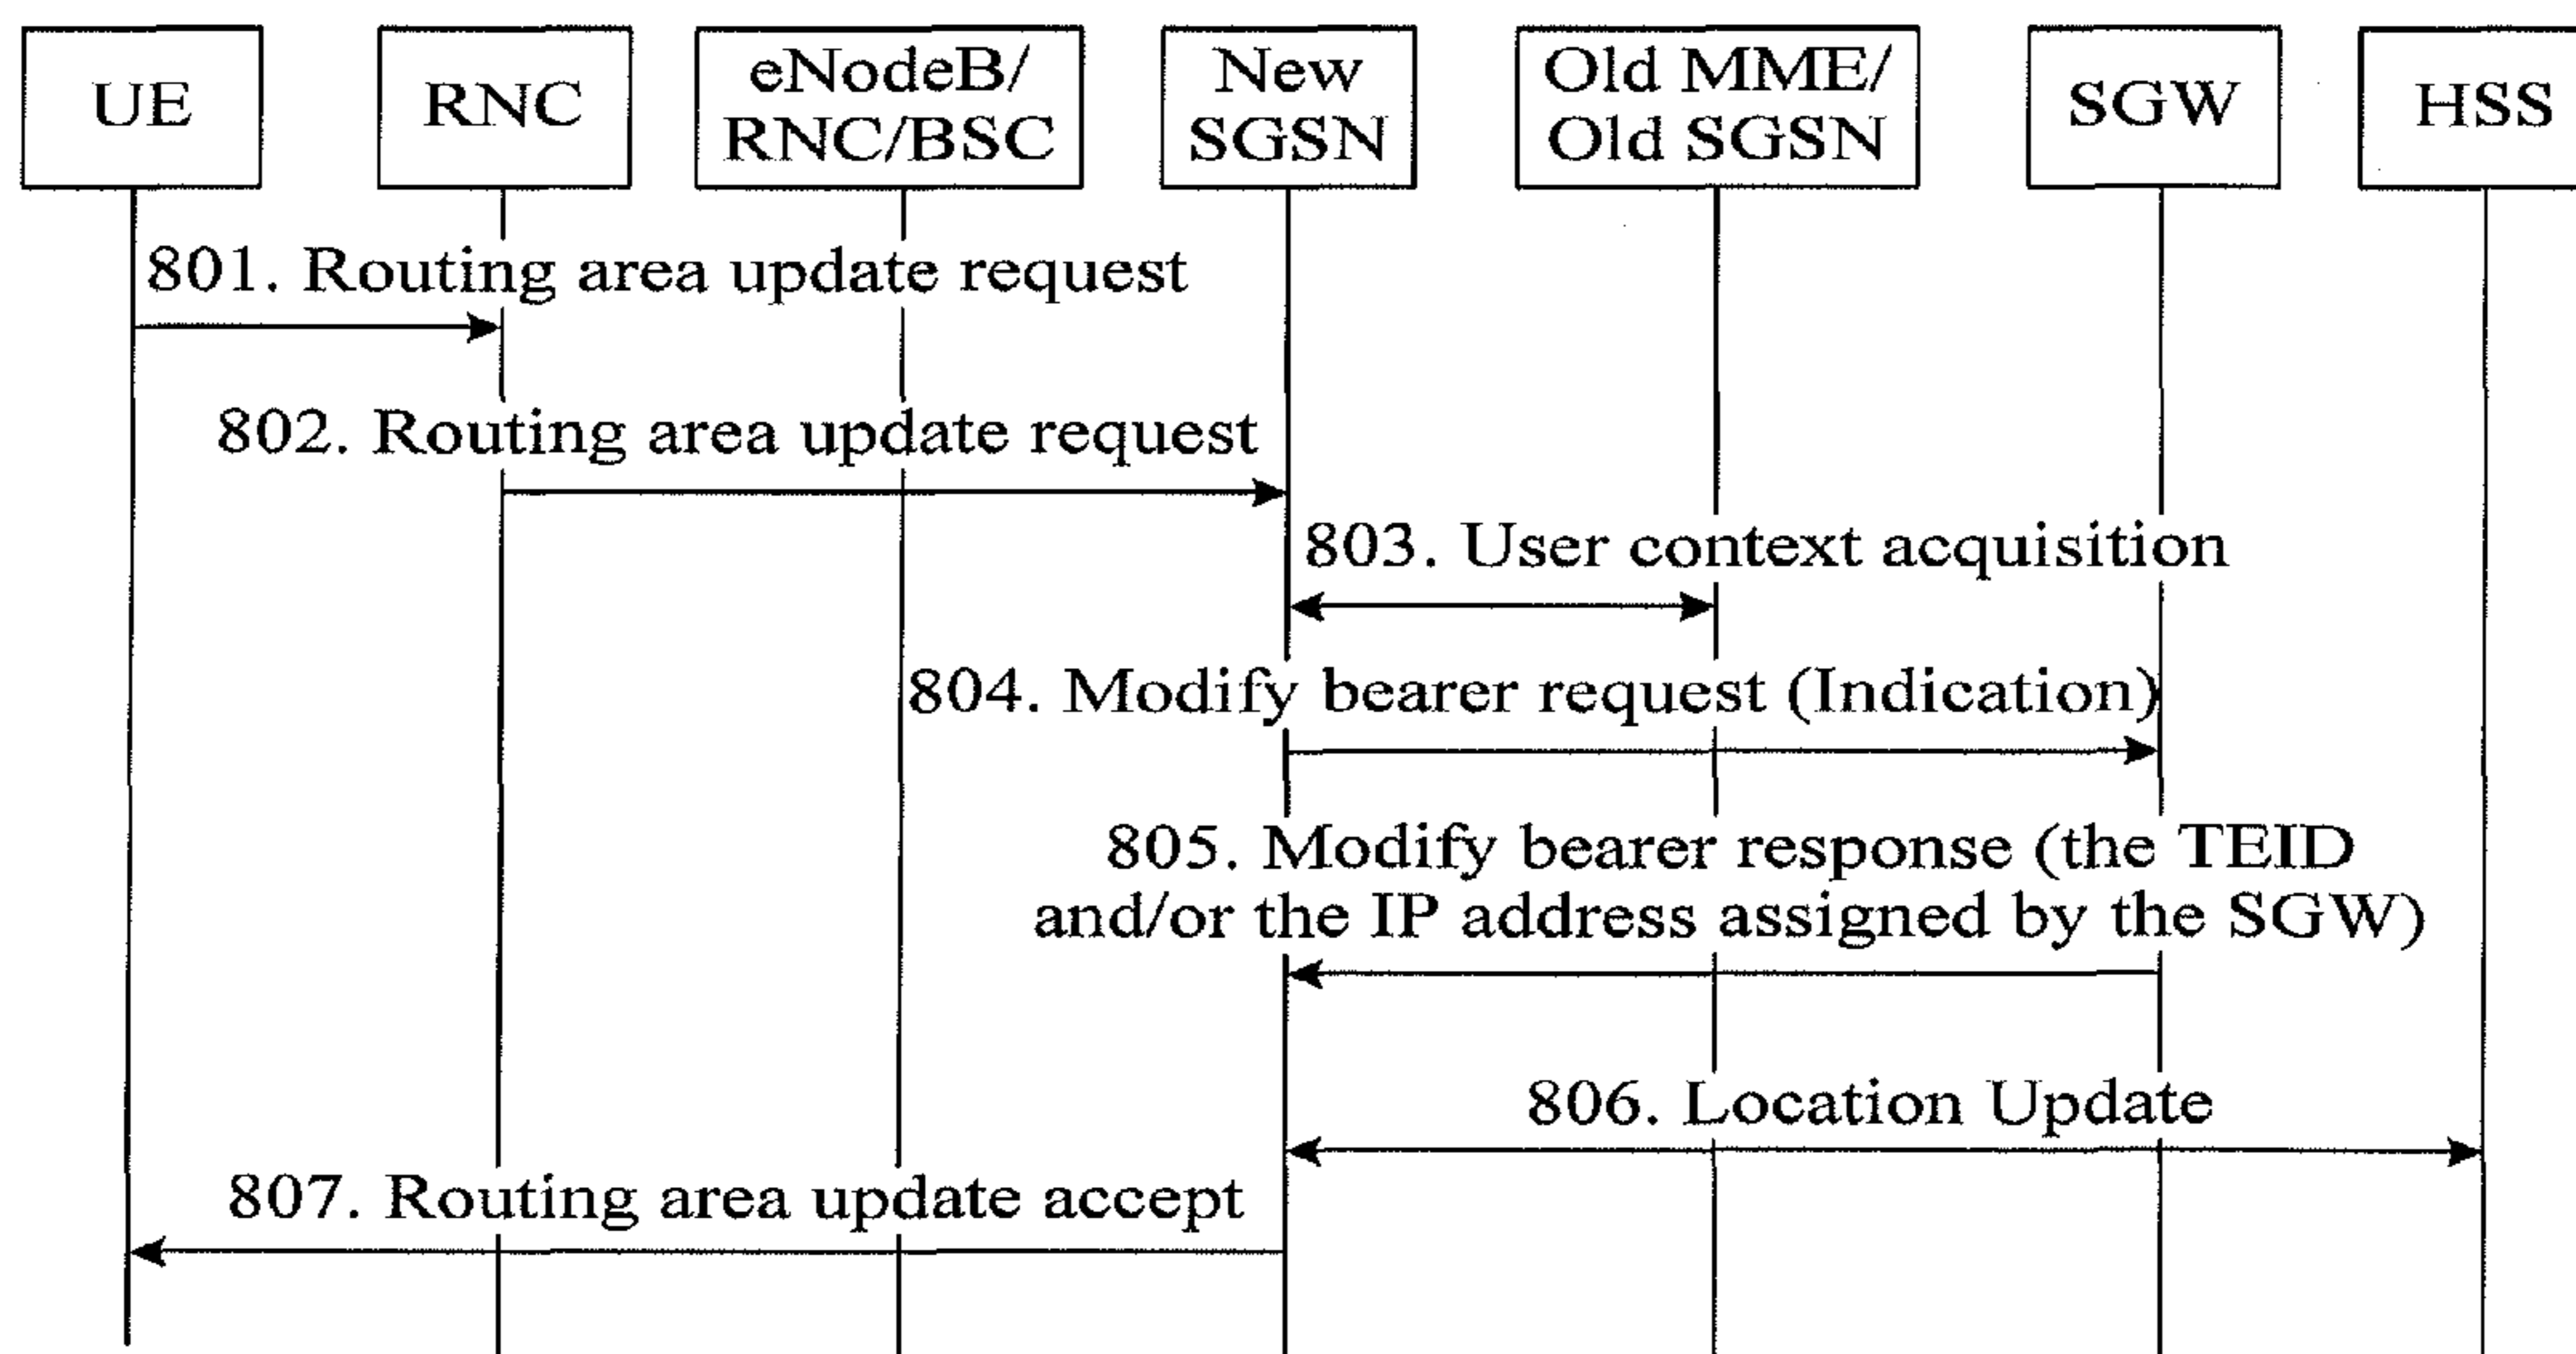 UE
RNC
eNodeB/
RNC/BSC
New
SGSN
Old MME/
Old SGSN
SGW
HSS
801. Routing area update request
802. Routing area update request
803. User context acquisition
804. Modify bearer request (Indication)
805. Modify bearer response (the TEID
and/or the IP address assigned by the SGW)
806. Location Update
807. Routing area update accept